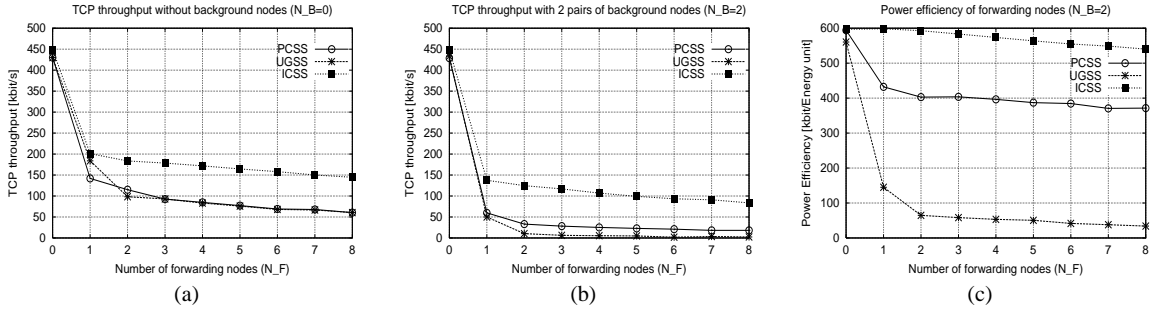 TCP throughput without background nodes (N_B=0)
TCP throughput [kbit/s]
500
450
400
350
300
250
200
150
100
50
0
PCSS
UGSS
ICSS
0 1 2 3 4 5 6 7 8
Number of forwarding nodes (N_F)
(a)
TCP throughput with 2 pairs of background nodes (N_B=2)
TCP throughput [kbit/s]
500
450
400
350
300
250
200
150
100
50
0
PCSS
UGSS
ICSS
0 1 2 3 4 5 6 7 8
Number of forwarding nodes (N_F)
(b)
Power efficiency of forwarding nodes (N_B=2)
Power Efficiency [kbit/Energy unit]
600
500
400
300
200
100
0
PCSS
UGSS
ICSS
0 1 2 3 4 5 6 7 8
Number of forwarding nodes (N_F)
(c)